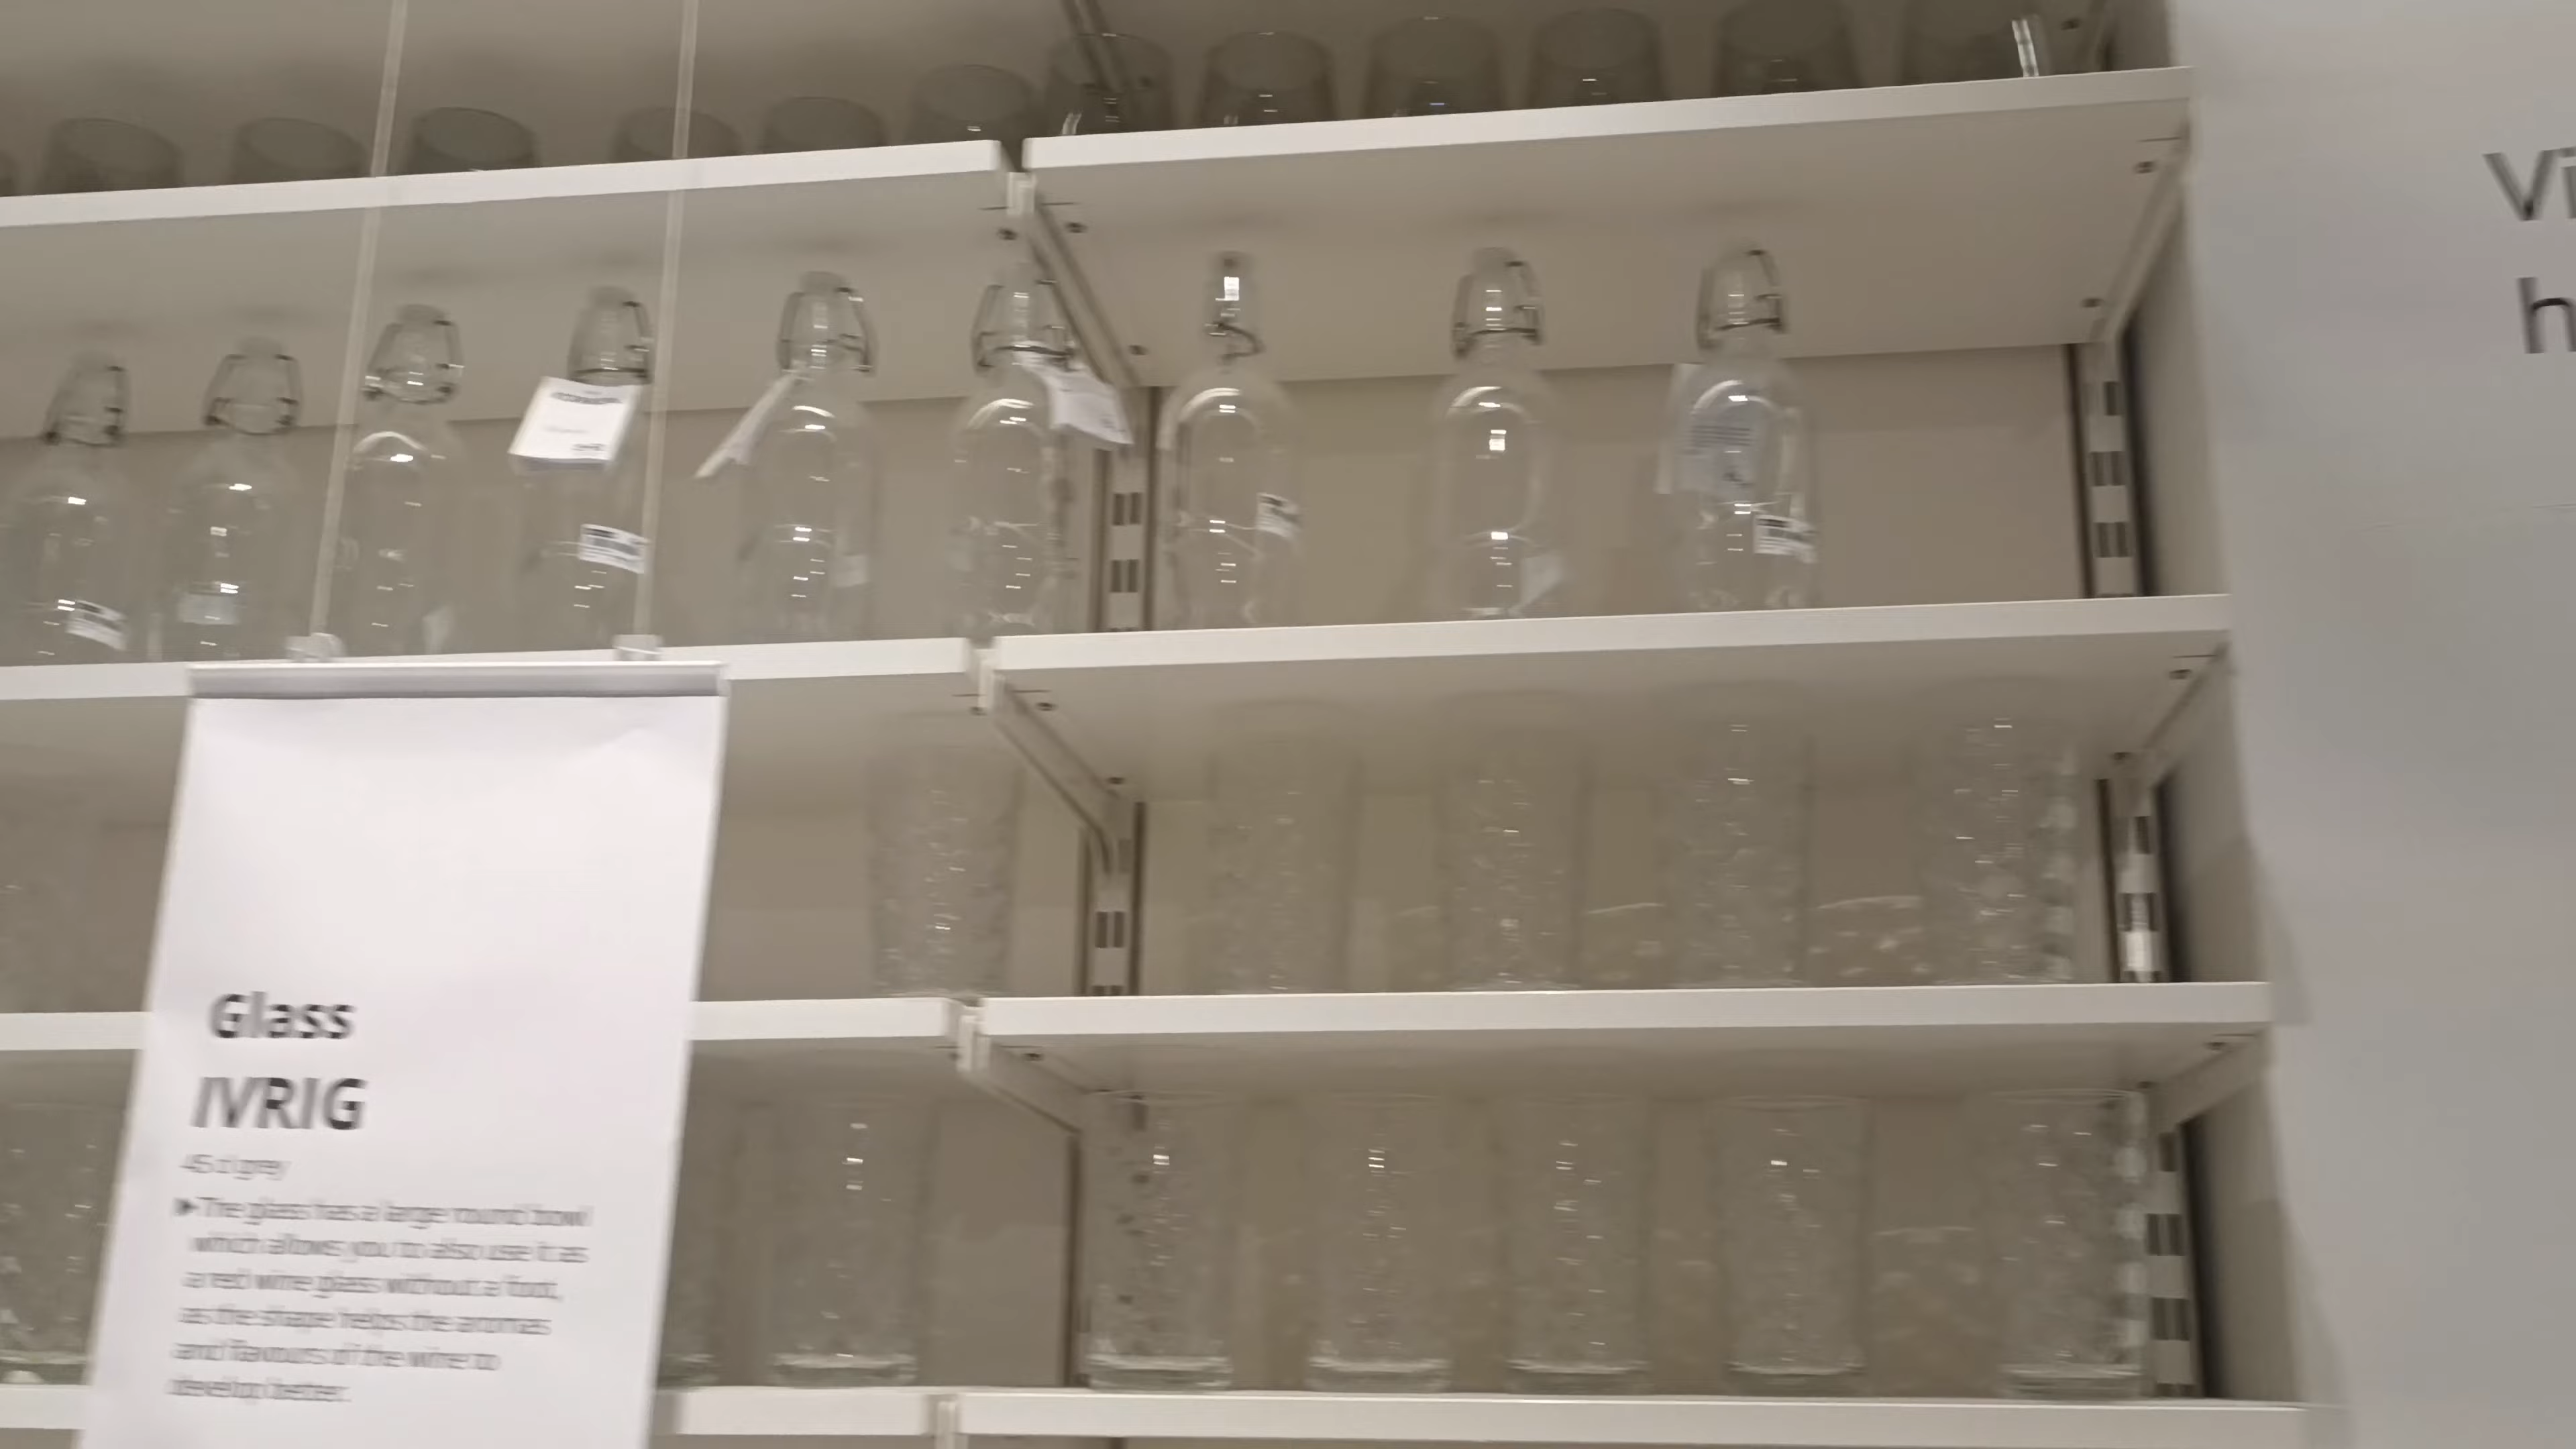 Glass
IVRIG
45 cl grey
▶ The glass has a large round bowl
which allows you to also use it as
a red wine glass without a foot,
as the shape helps the aromas
and flavours of the wine to
develop better.
Vi
h